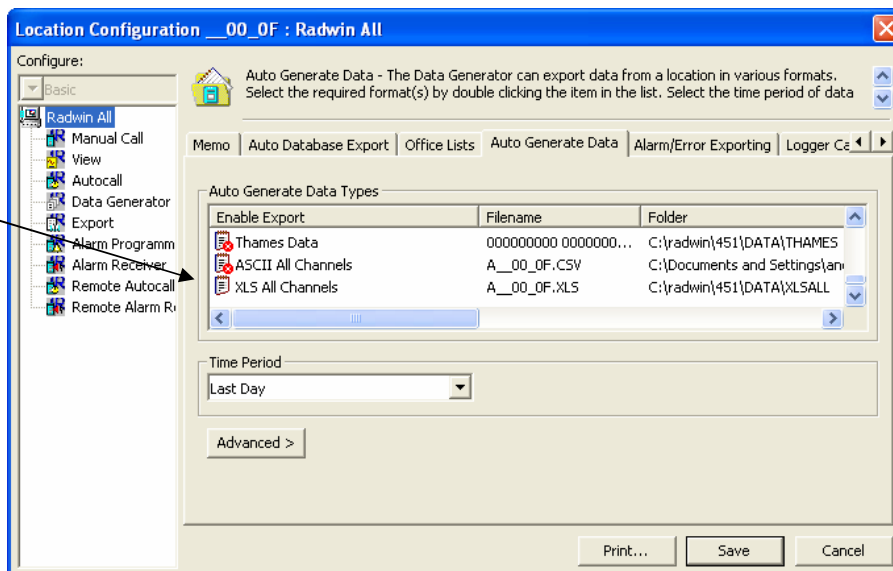 Location Configuration __00_0F : Radwin All
Configure:
Basic
Radwin All
Manual Call
View
Autocall
Data Generator
Export
Alarm Programm
Alarm Receiver
Remote Autocall
Remote Alarm R
Auto Generate Data - The Data Generator can export data from a location in various formats.
Select the required format(s) by double clicking the item in the list. Select the time period of data
Memo Auto Database Export Office Lists Auto Generate Data Alarm/Error Exporting Logger Ca
Auto Generate Data Types
Enable Export Filename Folder
Thames Data 000000000 0000000... C:\radwin\451\DATA\THAMES
ASCII All Channels A__00_0F.CSV C:\Documents and Settings\an
XLS All Channels A__00_0F.XLS C:\radwin\451\DATA\XLSALL
Time Period
Last Day
Advanced >
Print... Save Cancel